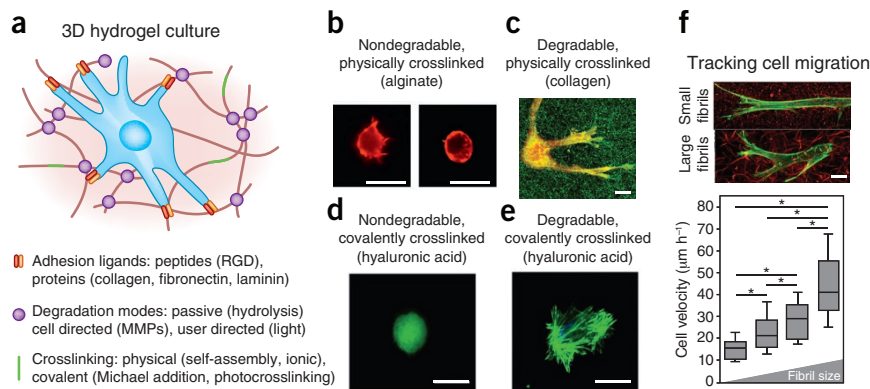 a
3D hydrogel culture
Adhesion ligands: peptides (RGD),
proteins (collagen, fibronectin, laminin)
Degradation modes: passive (hydrolysis)
cell directed (MMPs), user directed (light)
Crosslinking: physical (self-assembly, ionic),
covalent (Michael addition, photocrosslinking)
b
Nondegradable,
physically crosslinked
(alginate)
c
Degradable,
physically crosslinked
(collagen)
d
Nondegradable,
covalently crosslinked
(hyaluronic acid)
e
Degradable,
covalently crosslinked
(hyaluronic acid)
f
Tracking cell migration
Small
fibrils
Large
fibrils
Cell velocity (μm h⁻¹)
80
70
60
50
40
30
20
10
0
* 
*
*
*
*
*
Fibril size